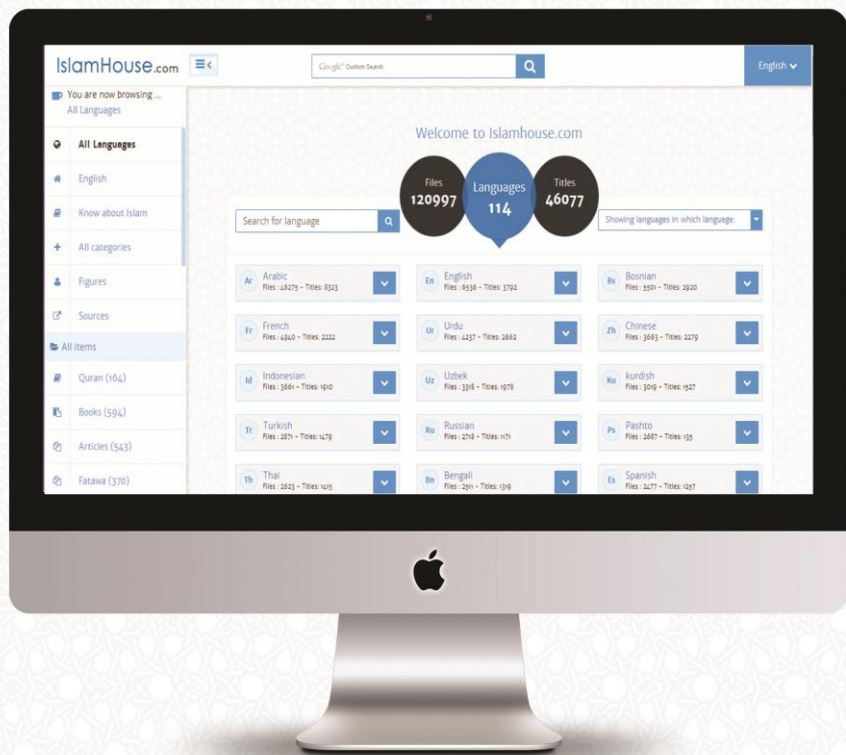 IslamHouse.com
Google™ Custom Search
English
You are now browsing ...
All Languages
All Languages
English
Know about Islam
All categories
Figures
Sources
All items
Quran (164)
Books (594)
Articles (543)
Fatawa (370)
Welcome to Islamhouse.com
Files
120997
Languages
114
Titles
46077
Search for language
Showing languages in which language:
Ar Arabic
Files : 46275 - Titles: 8323
En English
Files : 6536 - Titles: 3792
Bs Bosnian
Files : 5501 - Titles: 2920
Fr French
Files : 4940 - Titles: 2222
Ur Urdu
Files : 4237 - Titles: 2662
Zh Chinese
Files : 3663 - Titles: 2279
Id Indonesian
Files : 3661 - Titles: 1910
Uz Uzbek
Files : 3318 - Titles: 1978
Ku kurdish
Files : 3019 - Titles: 1527
Tr Turkish
Files : 2871 - Titles: 1479
Ru Russian
Files : 2718 - Titles: 1171
Ps Pashto
Files : 2687 - Titles: 135
Th Thai
Files : 2623 - Titles: 1415
Bn Bengali
Files : 2511 - Titles: 1319
Es Spanish
Files : 2477 - Titles: 1257